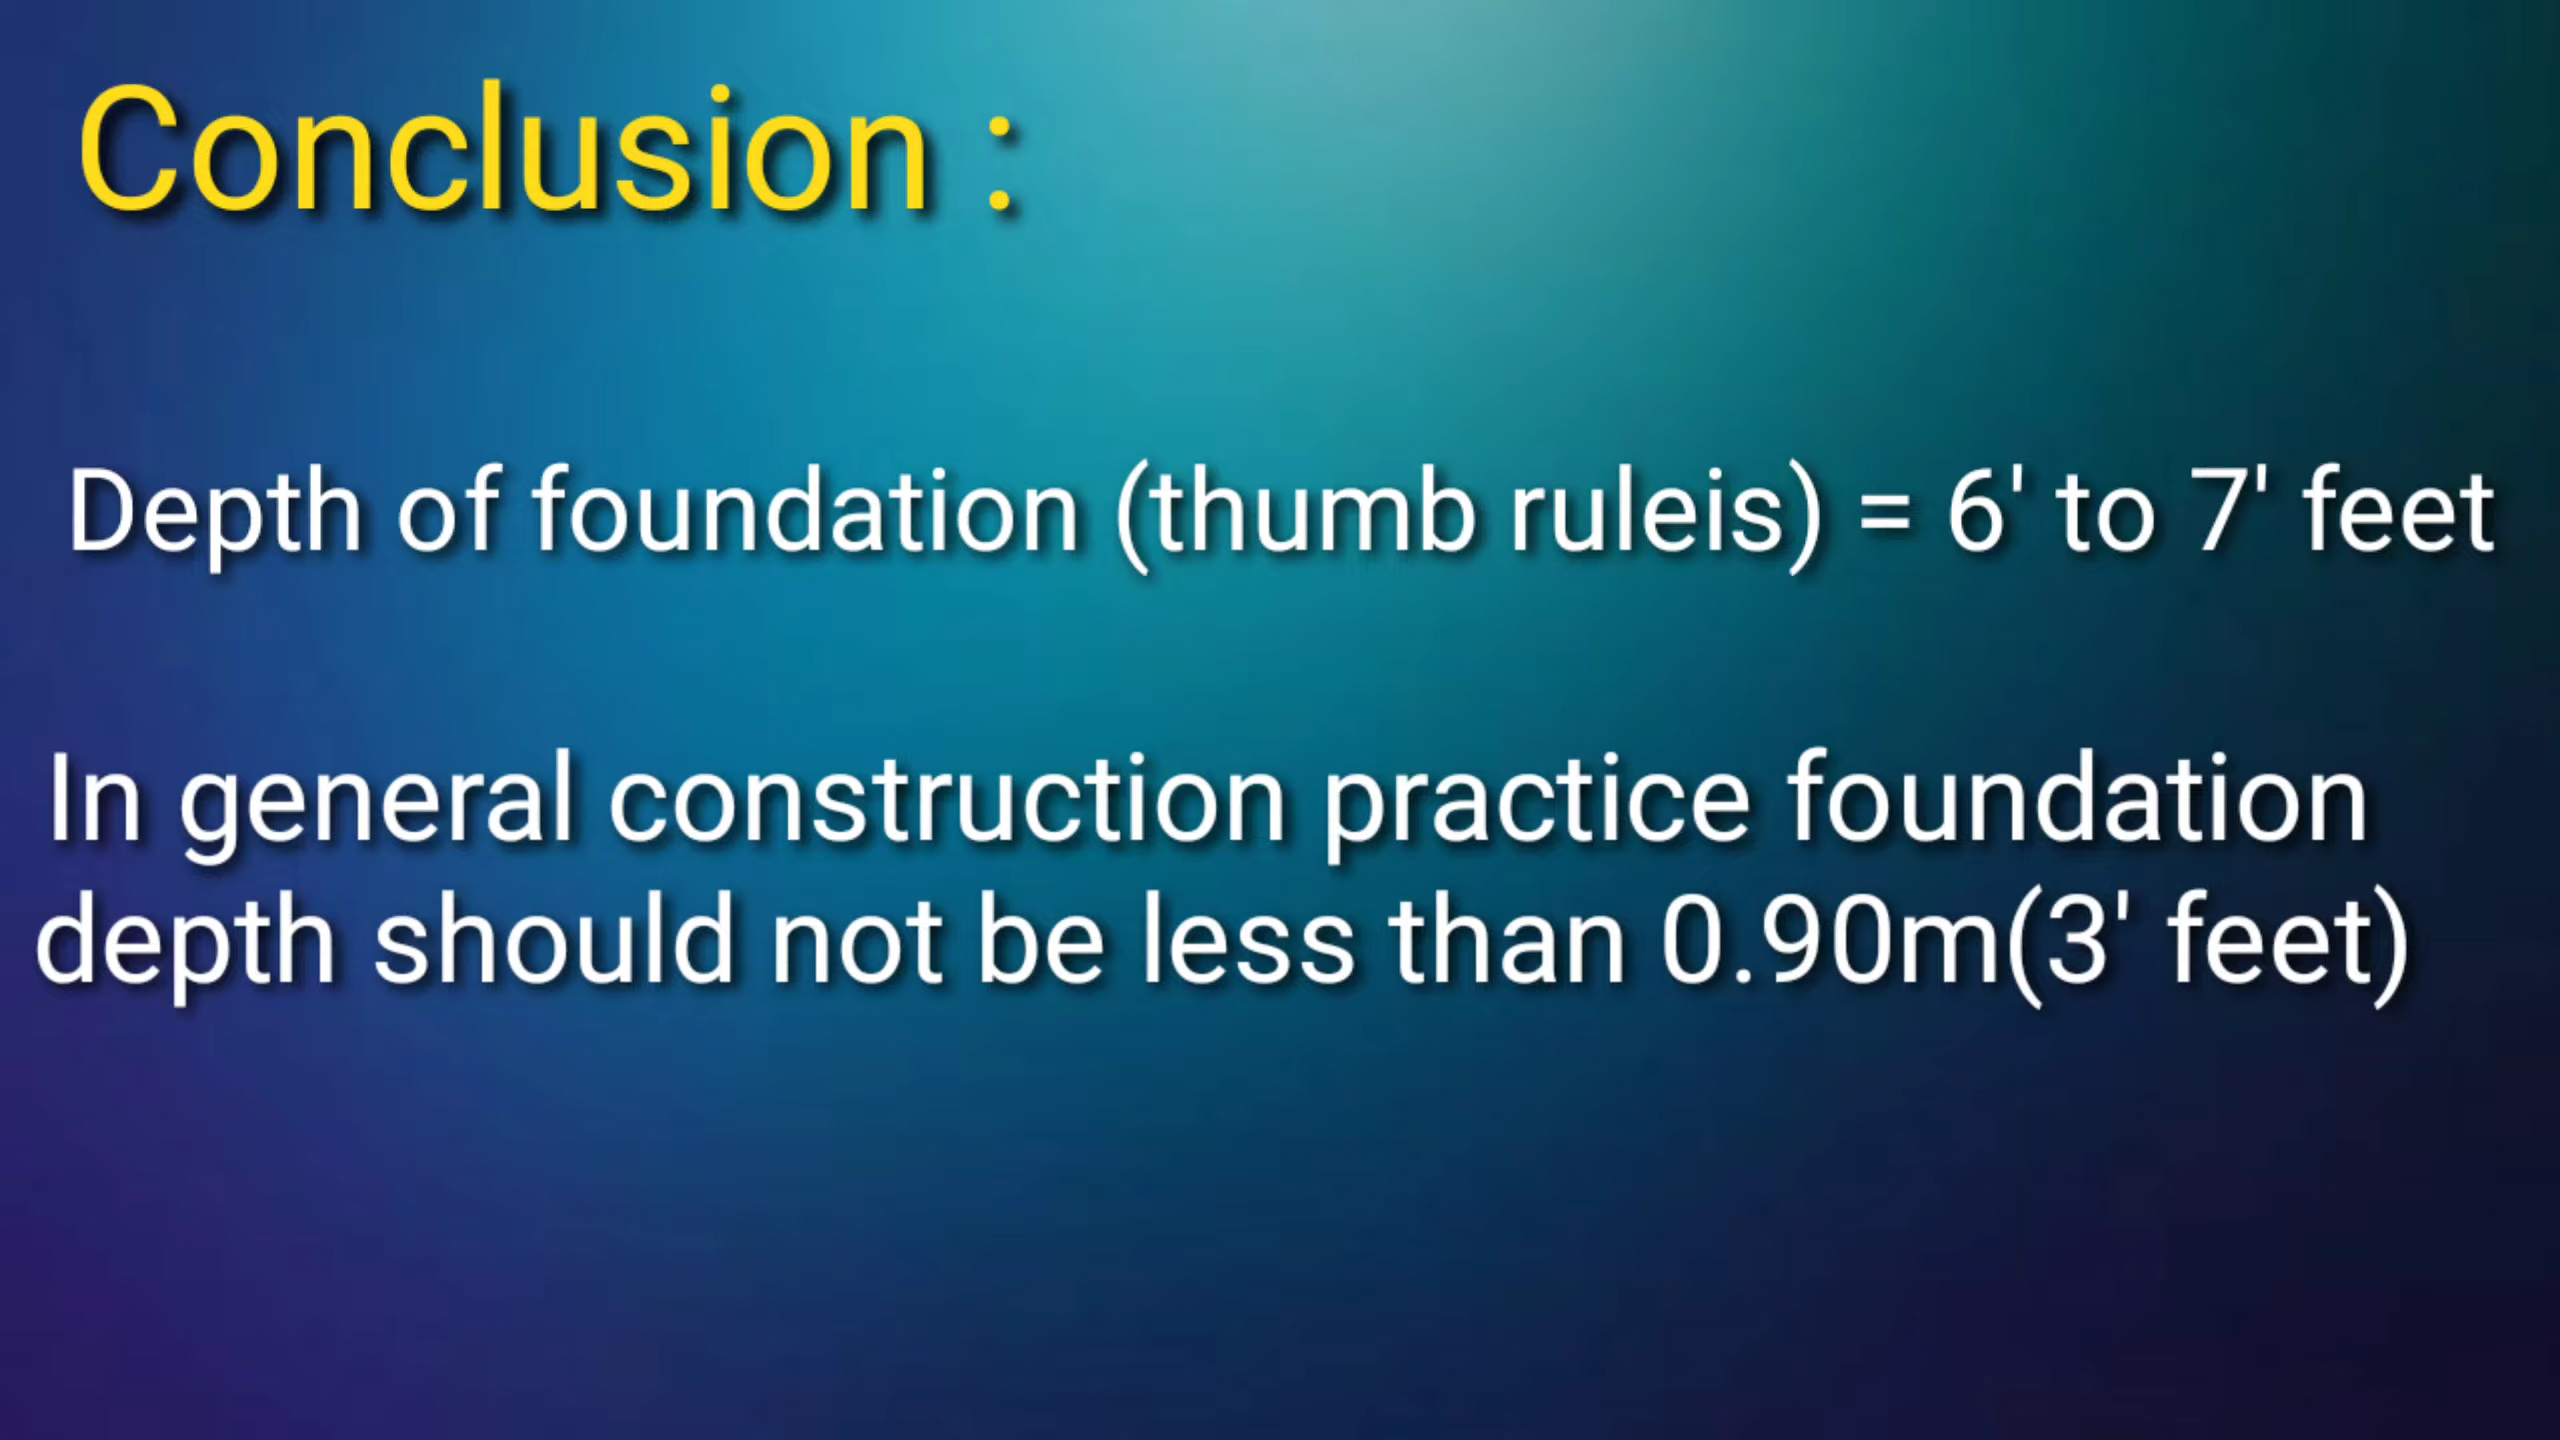 Conclusion :
Depth of foundation (thumb ruleis) = 6' to 7' feet
In general construction practice foundation
depth should not be less than 0.90m(3' feet)